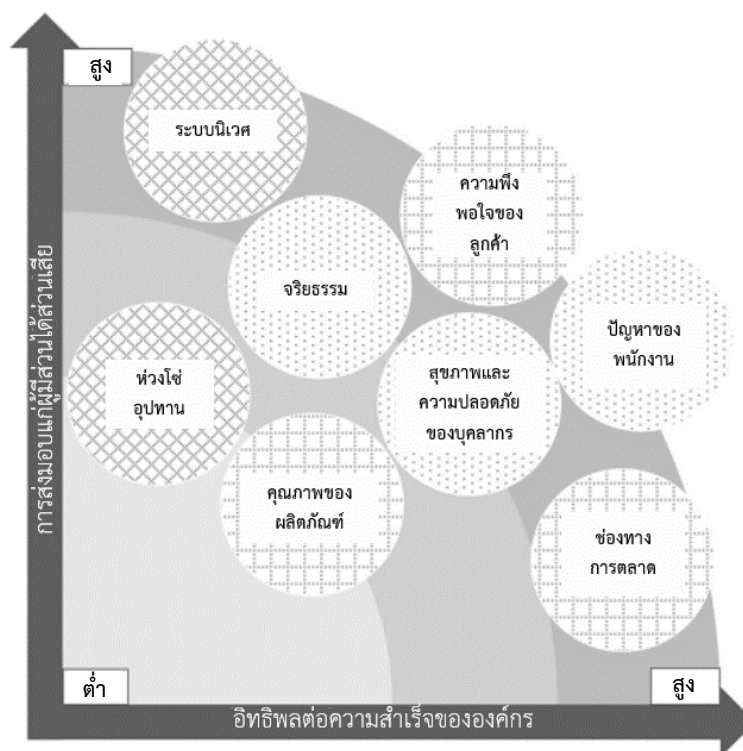 สูง
ระบบนิเวศ
ความพึง
พอใจของ
ลูกค้า
จริยธรรม
ปัญหาของ
พนักงาน
ห่วงโซ่
อุปทาน
สุขภาพและ
ความปลอดภัย
ของบุคลากร
คุณภาพของ
ผลิตภัณฑ์
ช่องทาง
การตลาด
การส่งมอบแก่ผู้มีส่วนได้ส่วนเสีย
ต่ำ
สูง
อิทธิพลต่อความสำเร็จขององค์กร